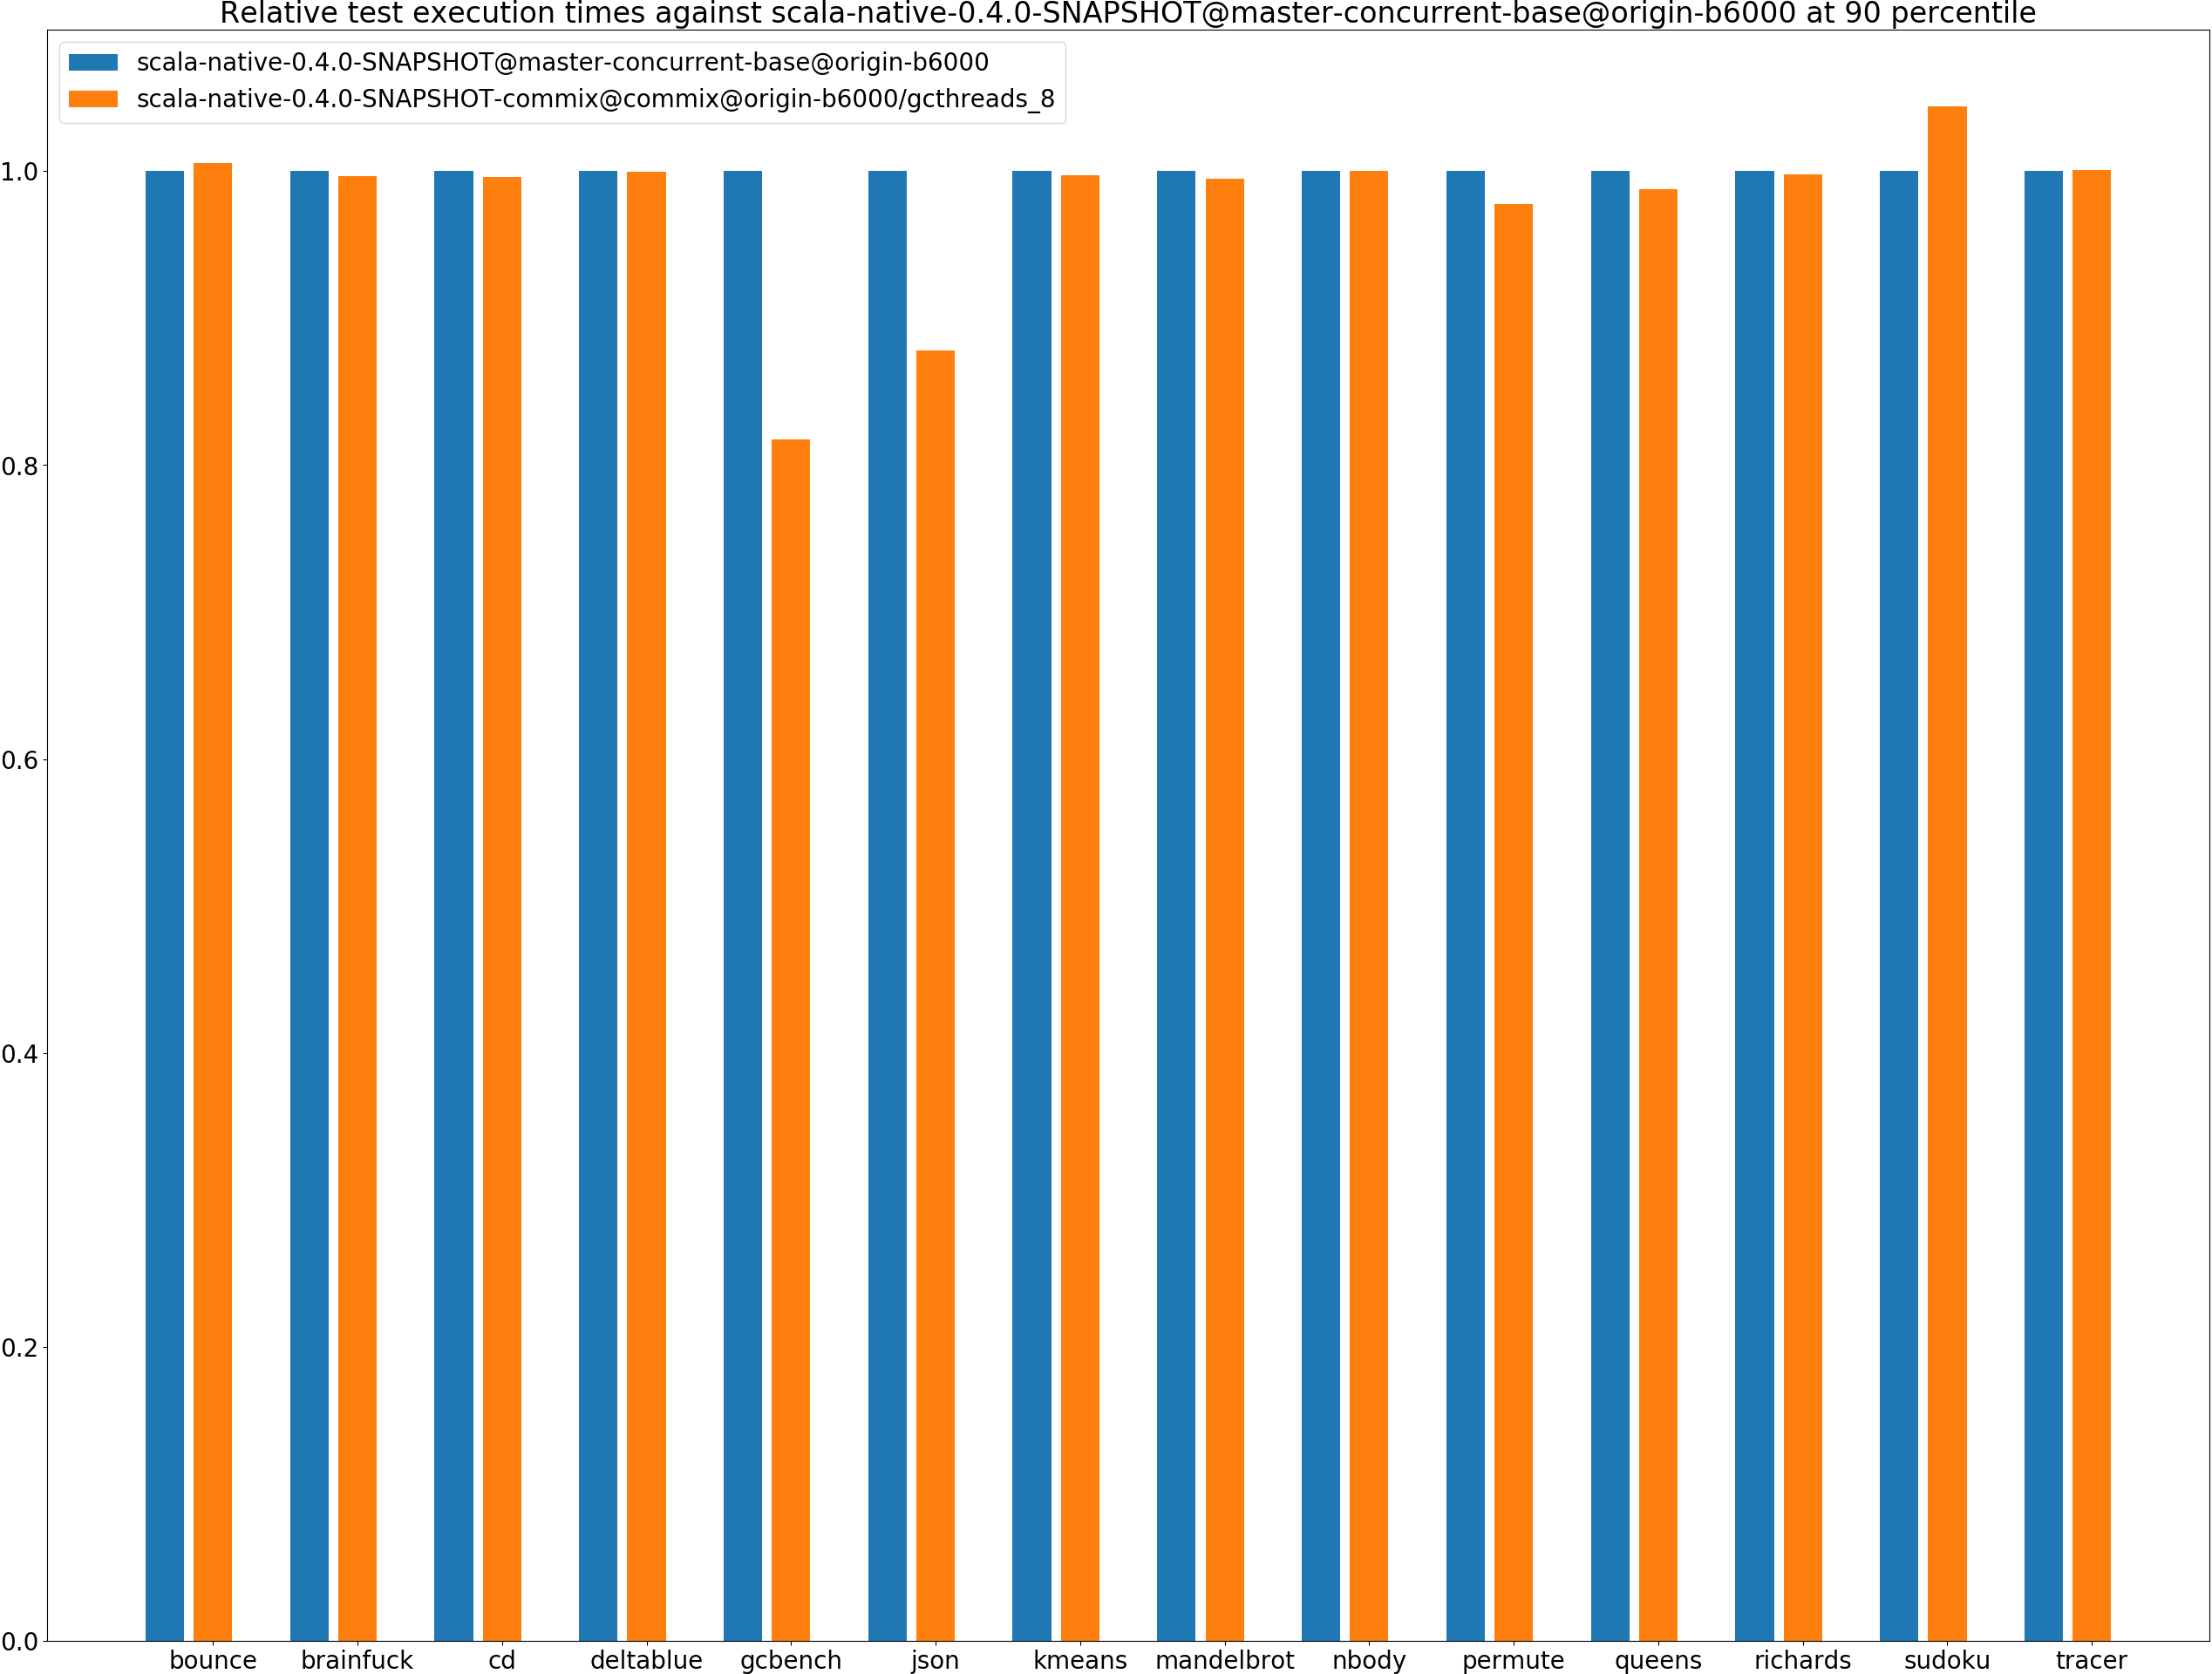 Relative test execution times against scala-native-0.4.0-SNAPSHOT@master-concurrent-base@origin-b6000 at 90 percentile
scala-native-0.4.0-SNAPSHOT@master-concurrent-base@origin-b6000
scala-native-0.4.0-SNAPSHOT-commix@commix@origin-b6000/gcthreads_8
1.0
0.8
0.6
0.4
0.2
0.0
bounce brainfuck cd deltablue gcbench json kmeans mandelbrot nbody permute queens richards sudoku tracer